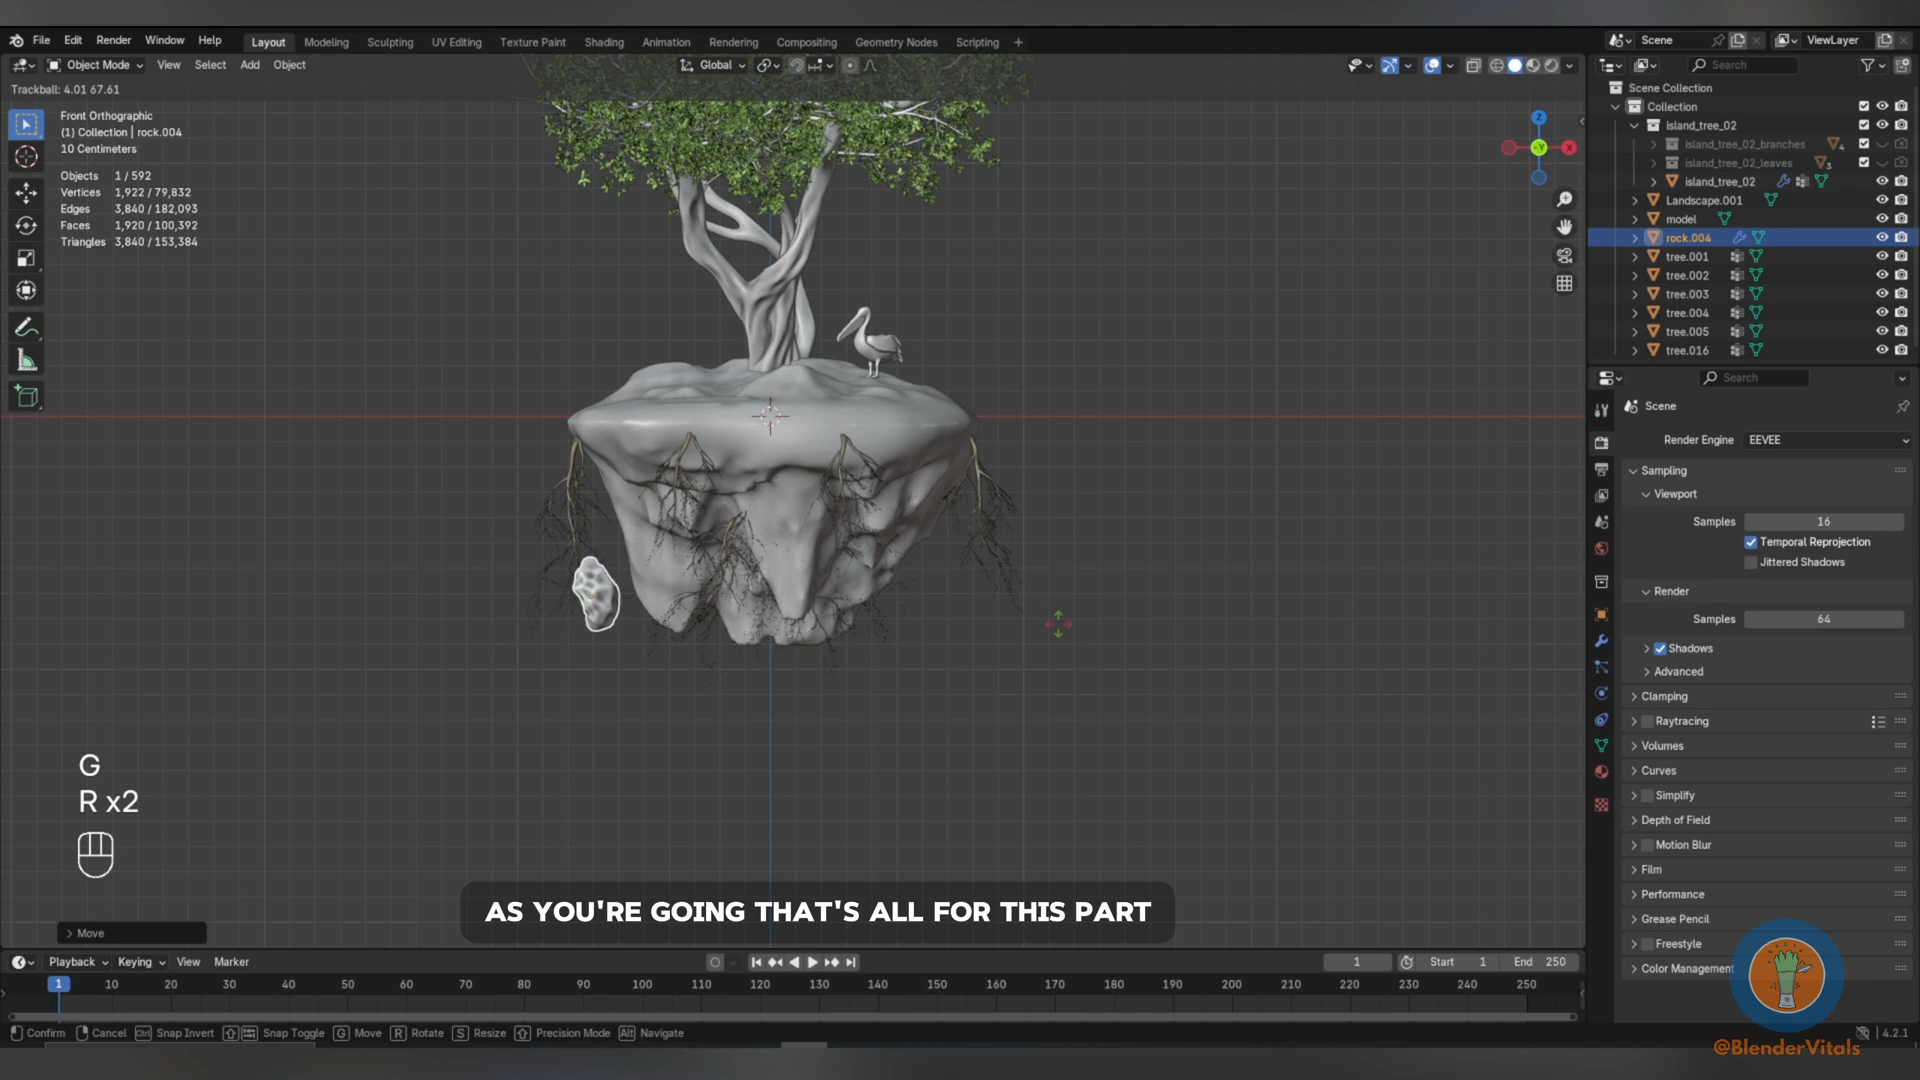 File Edit Render Window Help Layout Modeling Sculpting UV Editing Texture Paint Shading Animation Rendering Compositing Geometry Nodes Scripting + Scene ViewLayer
Object Mode View Select Add Object Global Search
Trackball: 4.01 67.61
Front Orthographic
(1) Collection | rock.004
10 Centimeters
Objects 1 / 592
Vertices 1,922 / 79,832
Edges 3,840 / 182,093
Faces 1,920 / 100,392
Triangles 3,840 / 153,384
Z
-Y
X
Scene Collection
Collection
island_tree_02
island_tree_02_branches 4
island_tree_02_leaves 3
island_tree_02
Landscape.001
model
rock.004
tree.001
tree.002
tree.003
tree.004
tree.005
tree.016
Search
Scene
Render Engine EEVEE
Sampling
Viewport
Samples 16
Temporal Reprojection
Jittered Shadows
Render
Samples 64
Shadows
Advanced
Clamping
Raytracing
Volumes
Curves
Simplify
Depth of Field
Motion Blur
Film
Performance
Grease Pencil
Freestyle
Color Management
G
R x2
AS YOU'RE GOING THAT'S ALL FOR THIS PART
Move
Playback Keying View Marker 1 Start 1 End 250
1 10 20 30 40 50 60 70 80 90 100 110 120 130 140 150 160 170 180 190 200 210 220 230 240 250
Confirm Cancel Ctrl Snap Invert Snap Toggle G Move R Rotate S Resize Precision Mode Alt Navigate 4.2.1
@BlenderVitals